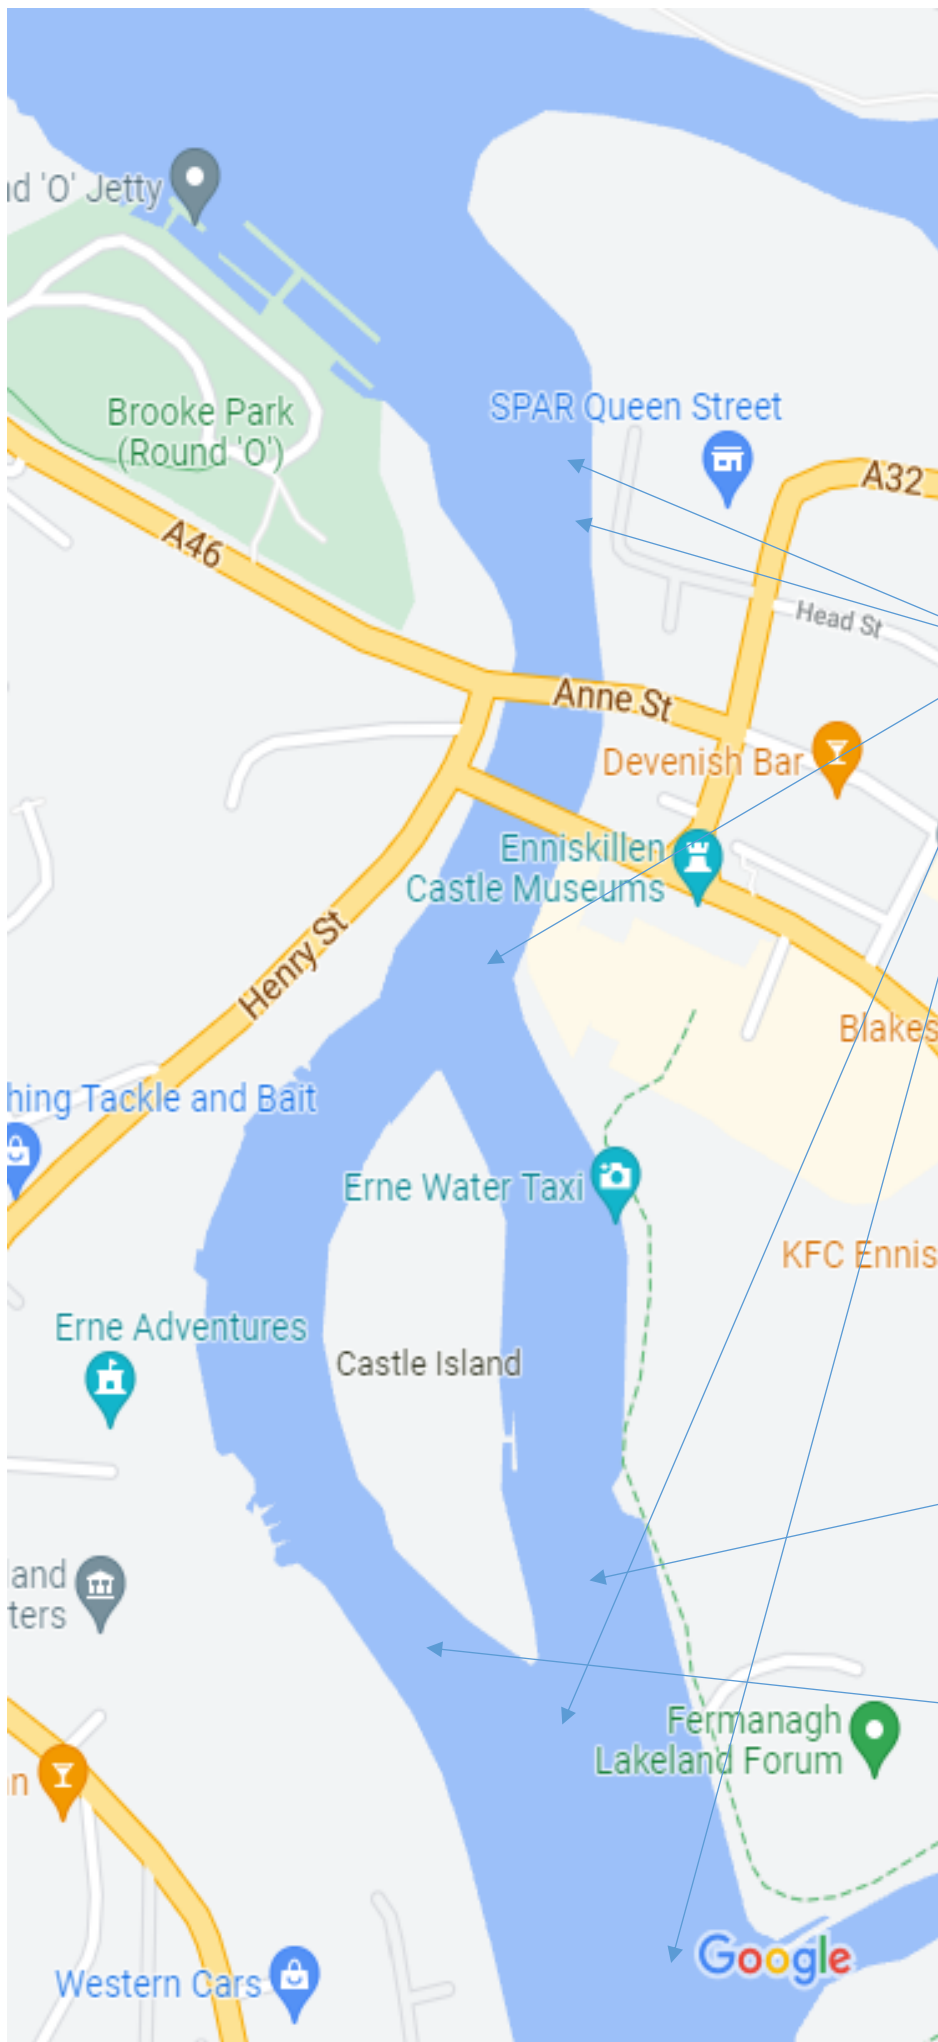 nd 'O' Jetty
Brooke Park
(Round 'O')
SPAR Queen Street
A32
A46
Head St
Anne St
Devenish Bar
Enniskillen
Castle Museums
Henry St
Blakes
hing Tackle and Bait
Erne Water Taxi
KFC Ennis
Erne Adventures
Castle Island
land
ters
Fermanagh
Lakeland Forum
n
Google
Western Cars